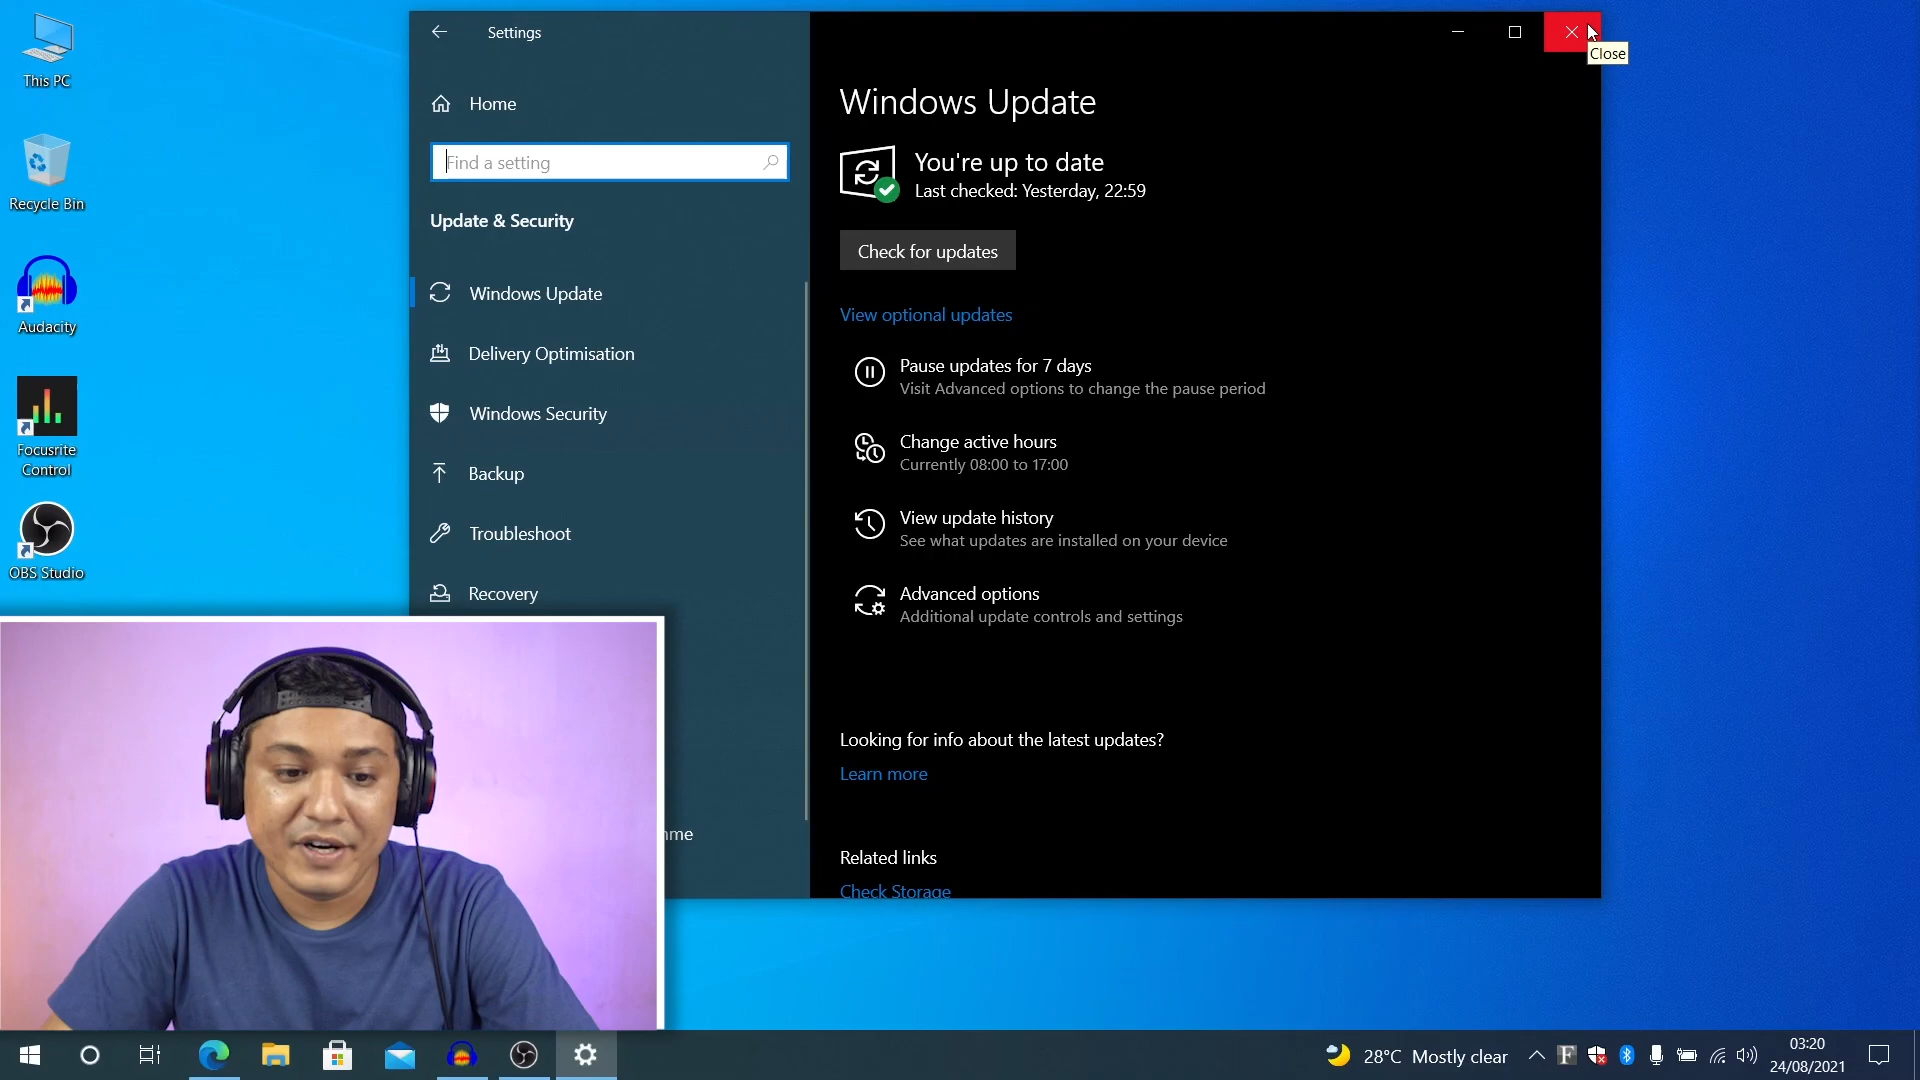 This PC
Recycle Bin
Audacity
Focusrite
Control
OBS Studio
Settings
Close
Home
Find a setting
Update & Security
Windows Update
Delivery Optimisation
Windows Security
Backup
Troubleshoot
Recovery
Windows Update
You're up to date
Last checked: Yesterday, 22:59
Check for updates
View optional updates
Pause updates for 7 days
Visit Advanced options to change the pause period
Change active hours
Currently 08:00 to 17:00
View update history
See what updates are installed on your device
Advanced options
Additional update controls and settings
Looking for info about the latest updates?
Learn more
Related links
Check Storage
28°C Mostly clear
F
03:20
24/08/2021